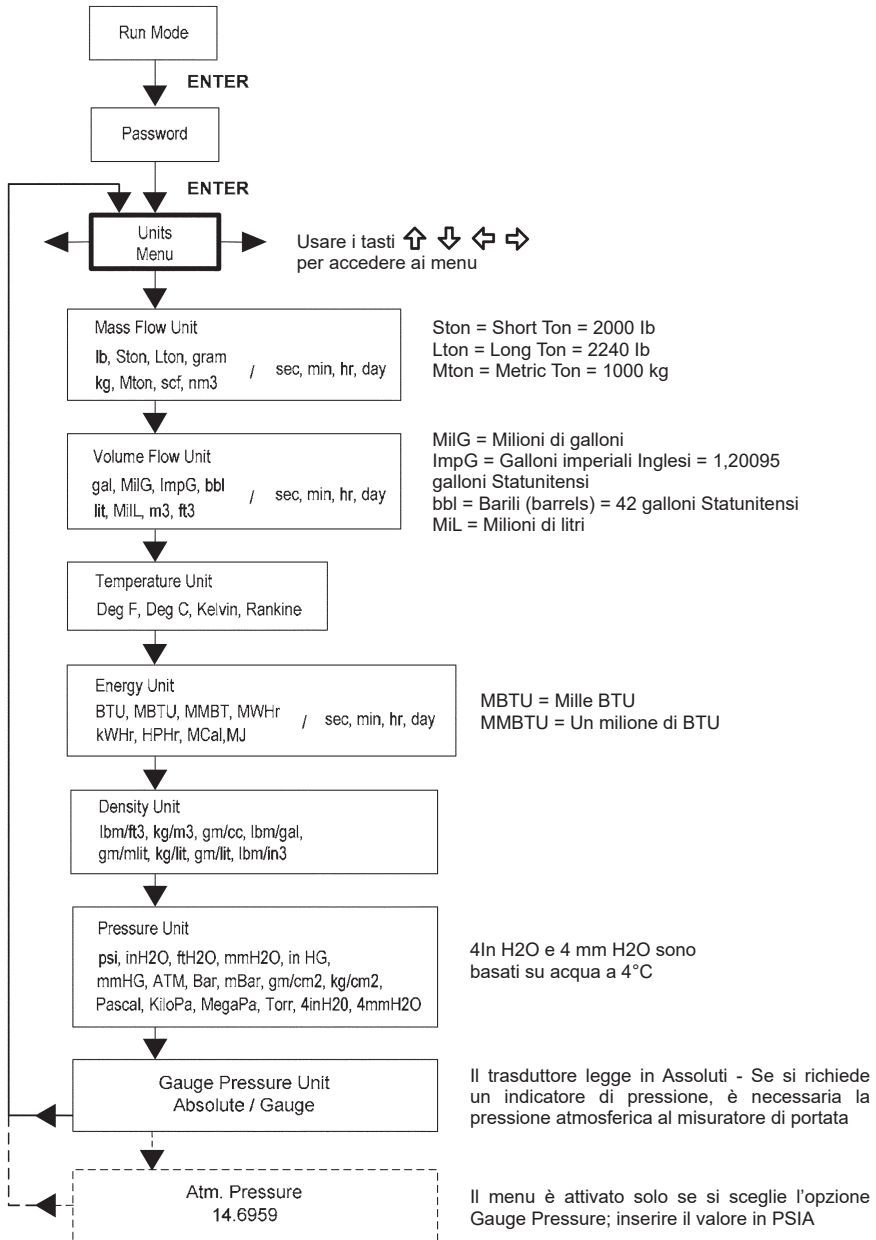 Run Mode
ENTER
Password
ENTER
Units
Menu
Usare i tasti ⇧ ⇩ ⇦ ⇨
per accedere ai menu
Mass Flow Unit
lb, Ston, Lton, gram
kg, Mton, scf, nm3 / sec, min, hr, day
Ston = Short Ton = 2000 lb
Lton = Long Ton = 2240 lb
Mton = Metric Ton = 1000 kg
Volume Flow Unit
gal, MilG, ImpG, bbl
lit, MilL, m3, ft3 / sec, min, hr, day
MilG = Milioni di galloni
ImpG = Galloni imperiali Inglesi = 1,20095
galloni Statunitensi
bbl = Barili (barrels) = 42 galloni Statunitensi
MiL = Milioni di litri
Temperature Unit
Deg F, Deg C, Kelvin, Rankine
Energy Unit
BTU, MBTU, MMBT, MWHr
kWHr, HPHr, MCal,MJ / sec, min, hr, day
MBTU = Mille BTU
MMBTU = Un milione di BTU
Density Unit
lbm/ft3, kg/m3, gm/cc, lbm/gal,
gm/mlit, kg/lit, gm/lit, lbm/in3
Pressure Unit
psi, inH2O, ftH2O, mmH2O, in HG,
mmHG, ATM, Bar, mBar, gm/cm2, kg/cm2,
Pascal, KiloPa, MegaPa, Torr, 4inH20, 4mmH2O
4In H2O e 4 mm H2O sono
basati su acqua a 4°C
Gauge Pressure Unit
Absolute / Gauge
Il trasduttore legge in Assoluti - Se si richiede
un indicatore di pressione, è necessaria la
pressione atmosferica al misuratore di portata
Atm. Pressure
14.6959
Il menu è attivato solo se si sceglie l'opzione
Gauge Pressure; inserire il valore in PSIA